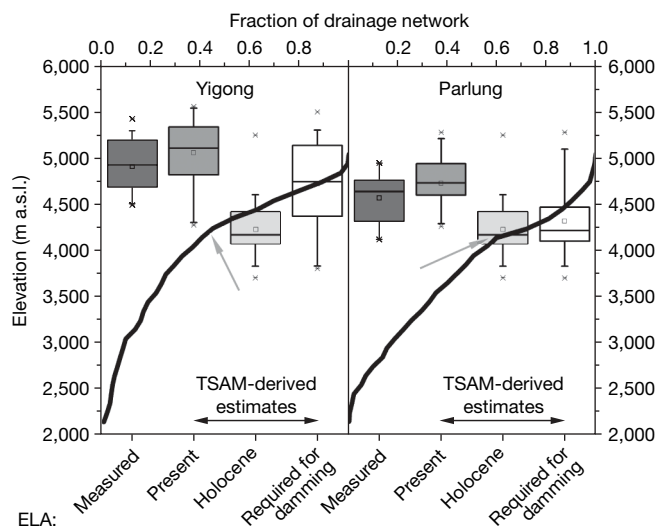 Fraction of drainage network
0.0 0.2 0.4 0.6 0.8 0.2 0.4 0.6 0.8 1.0
6,000 Yigong Parlung 6,000
5,500 5,500
5,000 5,000
4,500 4,500
4,000 4,000
3,500 3,500
3,000 3,000
2,500 2,500
2,000 2,000
Elevation (m a.s.l.)
TSAM-derived
estimates
TSAM-derived
estimates
Measured
Present
Holocene
Required for
damming
Measured
Present
Holocene
Required for
damming
ELA: